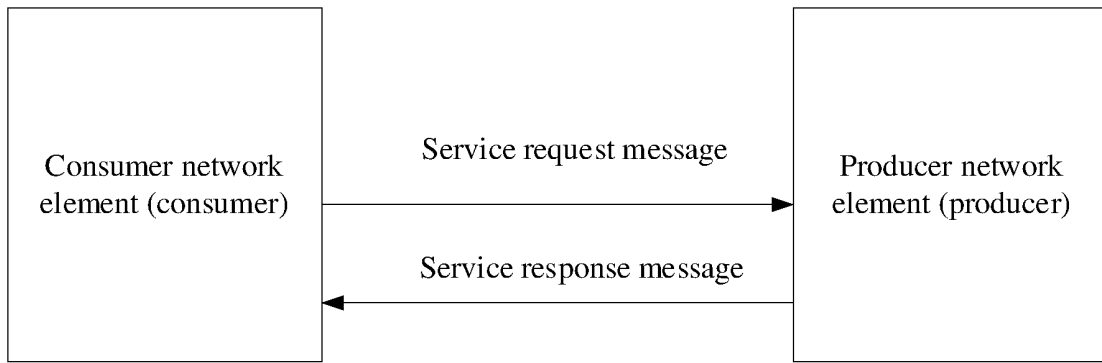 Consumer network
element (consumer)
Service request message
Service response message
Producer network
element (producer)